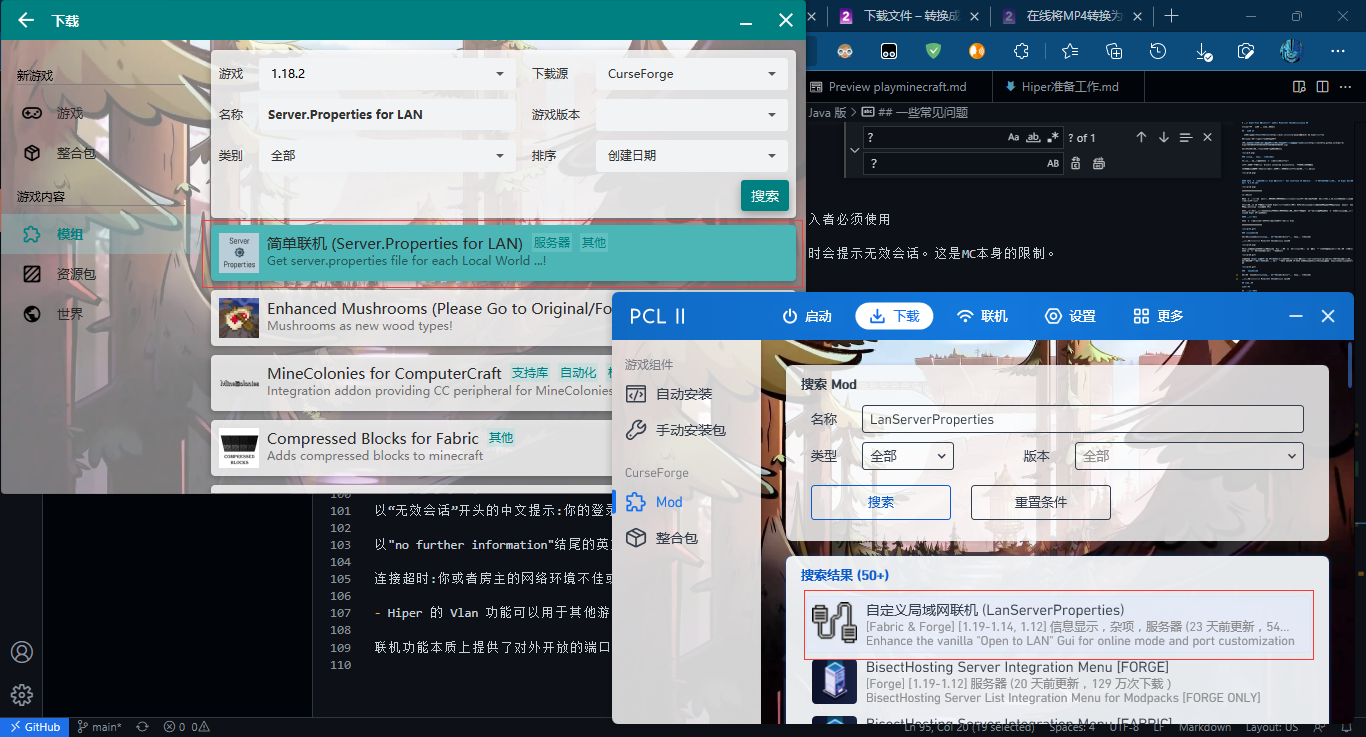 下载
新游戏
游戏
整合包
游戏内容
模组
资源包
世界
游戏
1.18.2
下载源
CurseForge
名称
Server.Properties for LAN
游戏版本
类别
全部
排序
创建日期
搜索
Server
Properties
简单联机 (Server.Properties for LAN) 服务器 其他
Get server.properties file for each Local World ...!
Enhanced Mushrooms (Please Go to Original/Fo
Mushrooms as new wood types!
MineColonies
MineColonies for ComputerCraft 支持库 自动化
Integration addon providing CC peripheral for MineColonies
COMPRESSED
BLOCKS
Compressed Blocks for Fabric 其他
Adds compressed blocks to minecraft
下载文件 – 转换成
在线将MP4转换为
Preview playminecraft.md
Hiper准备工作.md
Java 版 > ## 一些常见问题
?
Aa ab .*
? of 1
?
AB
入者必须使用
时会提示无效会话。这是MC本身的限制。
PCL II
启动
下载
联机
设置
更多
游戏组件
自动安装
手动安装包
CurseForge
Mod
整合包
搜索 Mod
名称
LanServerProperties
类型
全部
版本
全部
搜索
重置条件
搜索结果 (50+)
自定义局域网联机 (LanServerProperties)
[Fabric & Forge] [1.19-1.14, 1.12] 信息显示，杂项，服务器 (23 天前更新，54...
Enhance the vanilla "Open to LAN" Gui for online mode and port customization
BisectHosting Server Integration Menu [FORGE]
[Forge] [1.19-1.12] 服务器 (20 天前更新，129 万次下载)
BisectHosting Server List Integration Menu for Modpacks [FORGE ONLY]
BisectHosting Server Integration Menu [FABRIC]
100
101 以“无效会话”开头的中文提示:你的登录
102
103 以"no further information"结尾的英
104
105 连接超时:你或者房主的网络环境不佳或
106
107 - Hiper 的 Vlan 功能可以用于其他游
108
109 联机功能本质上提供了对外开放的端口
110
GitHub
main*
0 0
Ln 95, Col 20 (19 selected)
Spaces: 4
UTF-8
LF
Markdown
Layout: US